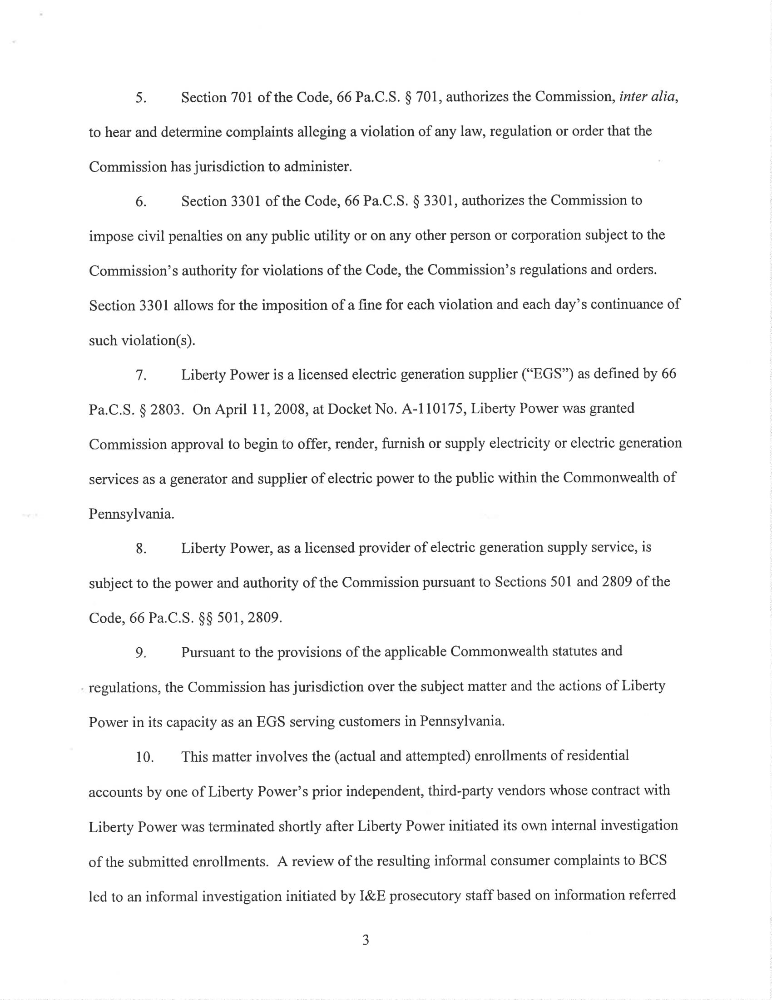 5. Section 701 of the Code, 66 Pa.C.S. § 701, authorizes the Commission, inter alia,
to hear and determine complaints alleging a violation of any law, regulation or order that the
Commission has jurisdiction to administer.
6. Section 3301 of the Code, 66 Pa.C.S. § 3301, authorizes the Commission to
impose civil penalties on any public utility or on any other person or corporation subject to the
Commission's authority for violations of the Code, the Commission's regulations and orders.
Section 3301 allows for the imposition of a fine for each violation and each day's continuance of
such violation(s).
7. Liberty Power is a licensed electric generation supplier (“EGS”) as defined by 66
Pa.C.S. § 2803. On April 11, 2008, at Docket No. A-110175, Liberty Power was granted
Commission approval to begin to offer, render, furnish or supply electricity or electric generation
services as a generator and supplier of electric power to the public within the Commonwealth of
Pennsylvania.
8. Liberty Power, as a licensed provider of electric generation supply service, is
subject to the power and authority of the Commission pursuant to Sections 501 and 2809 of the
Code, 66 Pa.C.S. §§ 501, 2809.
9. Pursuant to the provisions of the applicable Commonwealth statutes and
regulations, the Commission has jurisdiction over the subject matter and the actions of Liberty
Power in its capacity as an EGS serving customers in Pennsylvania.
10. This matter involves the (actual and attempted) enrollments of residential
accounts by one of Liberty Power's prior independent, third-party vendors whose contract with
Liberty Power was terminated shortly after Liberty Power initiated its own internal investigation
of the submitted enrollments. A review of the resulting informal consumer complaints to BCS
led to an informal investigation initiated by I&E prosecutory staff based on information referred
3